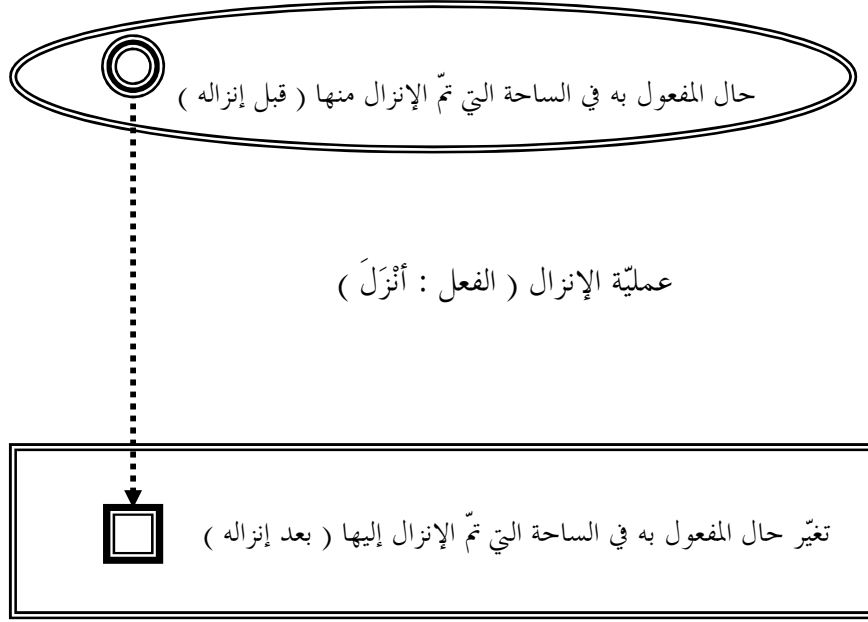 حال المفعول به في الساحة التي تمّ الإنزال منها ( قبل إنزاله )
عمليّة الإنزال ( الفعل : أنْزَلَ )
تغيّر حال المفعول به في الساحة التي تمّ الإنزال إليها ( بعد إنزاله )